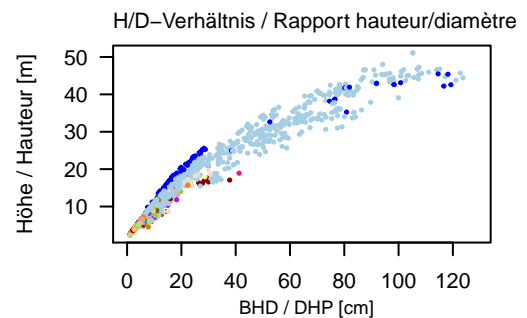 H/D−Verhältnis / Rapport hauteur/diamètre
Höhe / Hauteur [m]
50
40
30
20
10
0 20 40 60 80 100 120
BHD / DHP [cm]